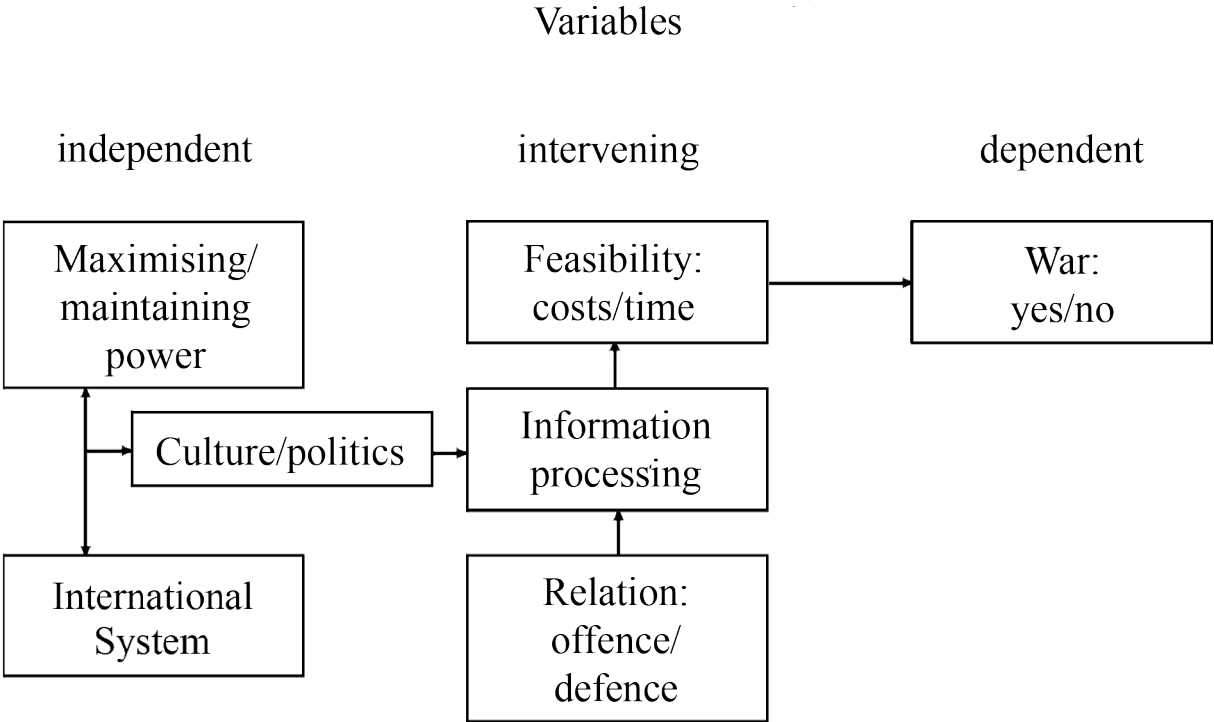 Variables
independent
intervening
dependent
Maximising/
maintaining
power
Feasibility:
costs/time
War:
yes/no
Culture/politics
Information
processing
International
System
Relation:
offence/
defence